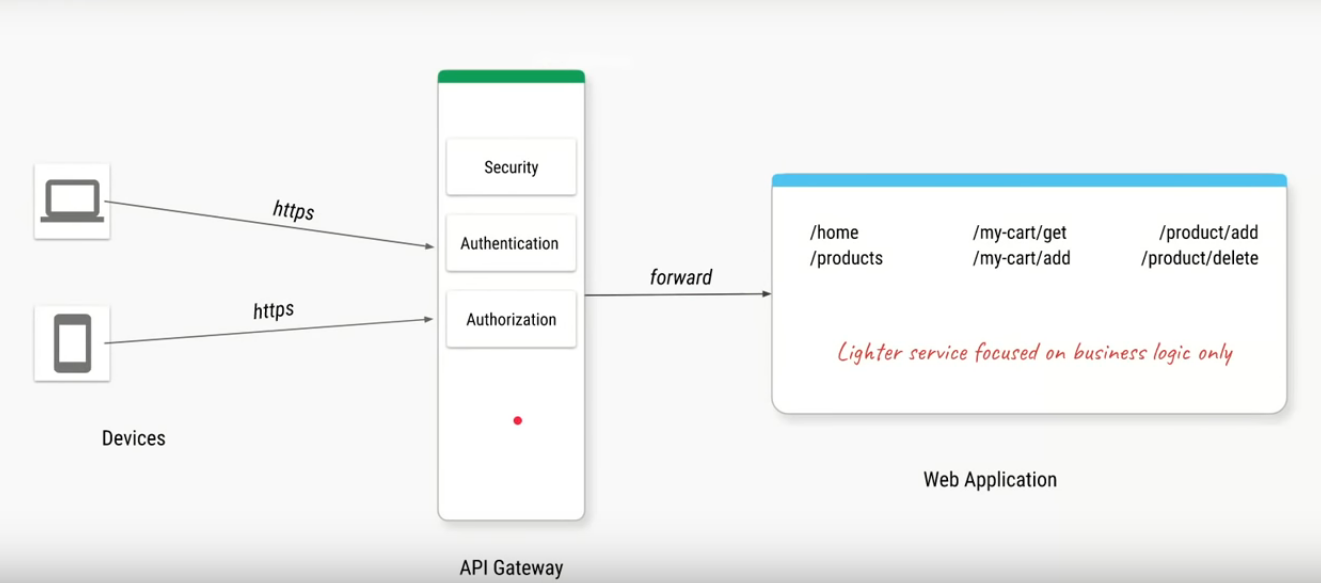 https
https
Devices
Security
Authentication
Authorization
API Gateway
forward
/home
/products
/my-cart/get
/my-cart/add
/product/add
/product/delete
Lighter service focused on business logic only
Web Application